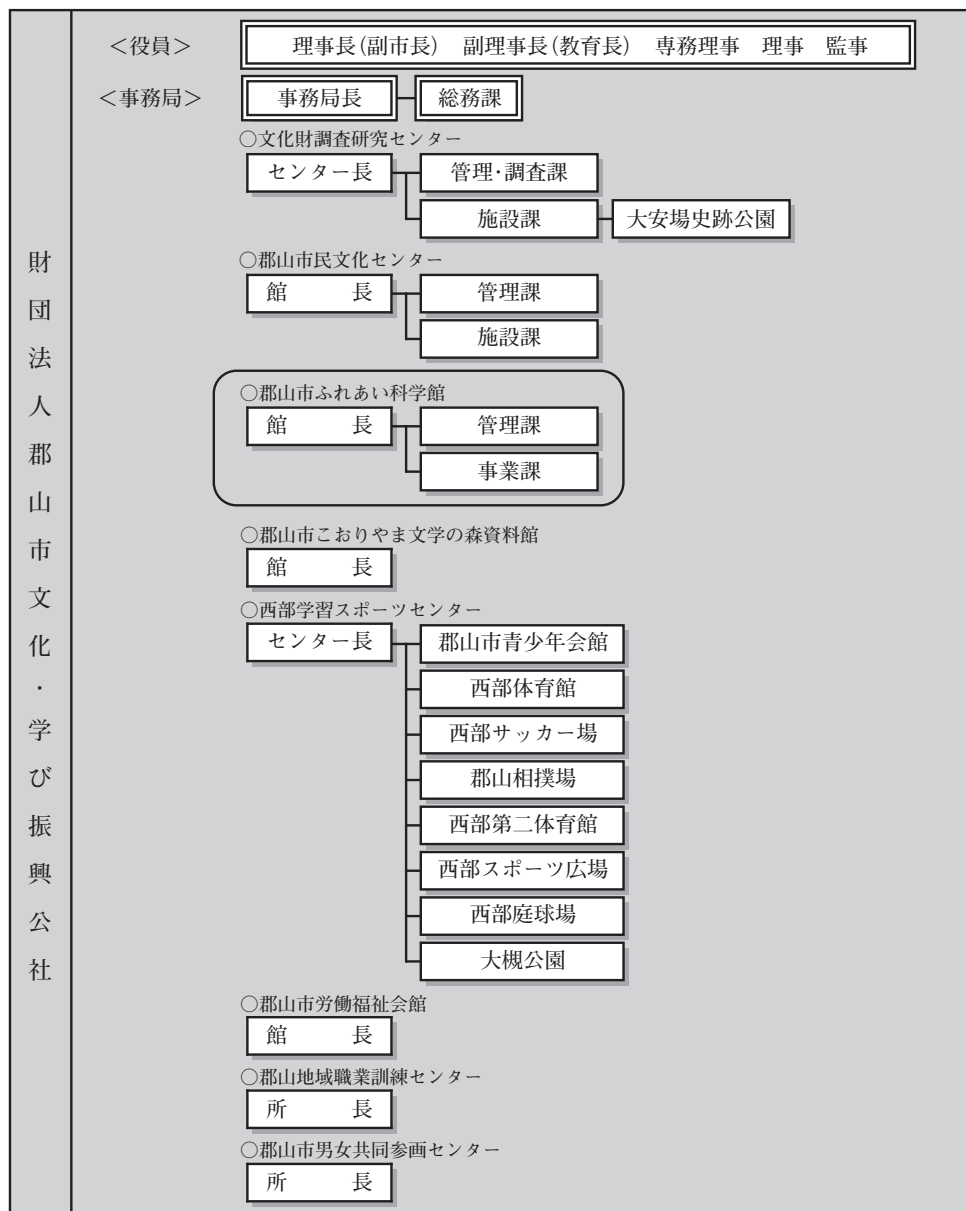 財団法人郡山市文化・学び振興公社
＜役員＞
理事長(副市長) 副理事長(教育長) 専務理事 理事 監事
＜事務局＞
事務局長 総務課
○文化財調査研究センター
センター長 管理・調査課
施設課 大安場史跡公園
○郡山市民文化センター
館 長 管理課
施設課
○郡山市ふれあい科学館
館 長 管理課
事業課
○郡山市こおりやま文学の森資料館
館 長
○西部学習スポーツセンター
センター長 郡山市青少年会館
西部体育館
西部サッカー場
郡山相撲場
西部第二体育館
西部スポーツ広場
西部庭球場
大槻公園
○郡山市労働福祉会館
館 長
○郡山地域職業訓練センター
所 長
○郡山市男女共同参画センター
所 長